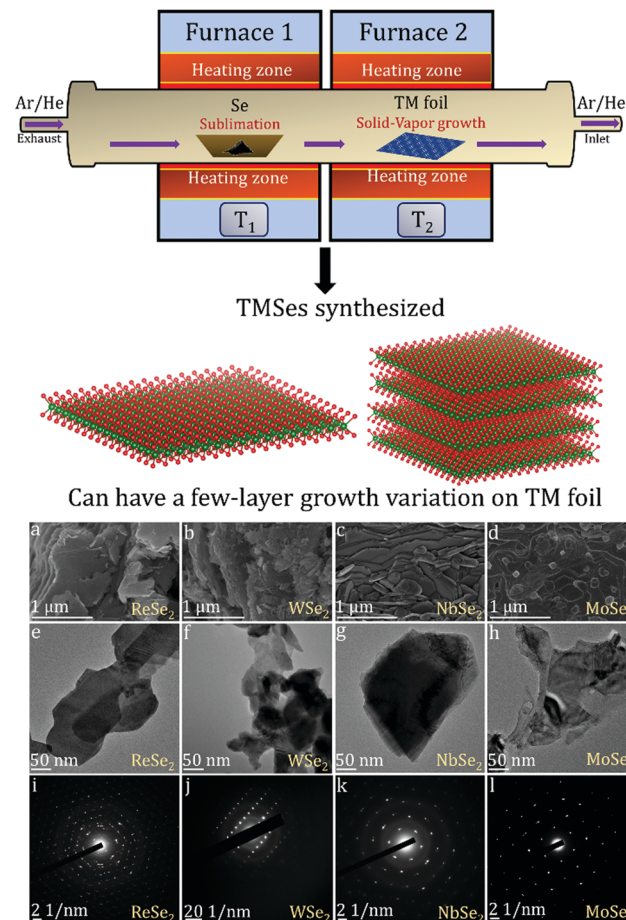 Furnace 1
Furnace 2
Heating zone
Heating zone
Ar/He
Se
TM foil
Ar/He
Sublimation
Solid-Vapor growth
Exhaust
Inlet
Heating zone
Heating zone
T1
T2
TMSes synthesized
Can have a few-layer growth variation on TM foil
a
b
c
d
1 μm
ReSe2
1 μm
WSe2
1 μm
NbSe2
1 μm
MoSe2
e
f
g
h
50 nm
ReSe2
50 nm
WSe2
50 nm
NbSe2
50 nm
MoSe
i
j
k
l
2 1/nm
ReSe2
20 1/nm
WSe2
2 1/nm
NbSe2
2 1/nm
MoSe